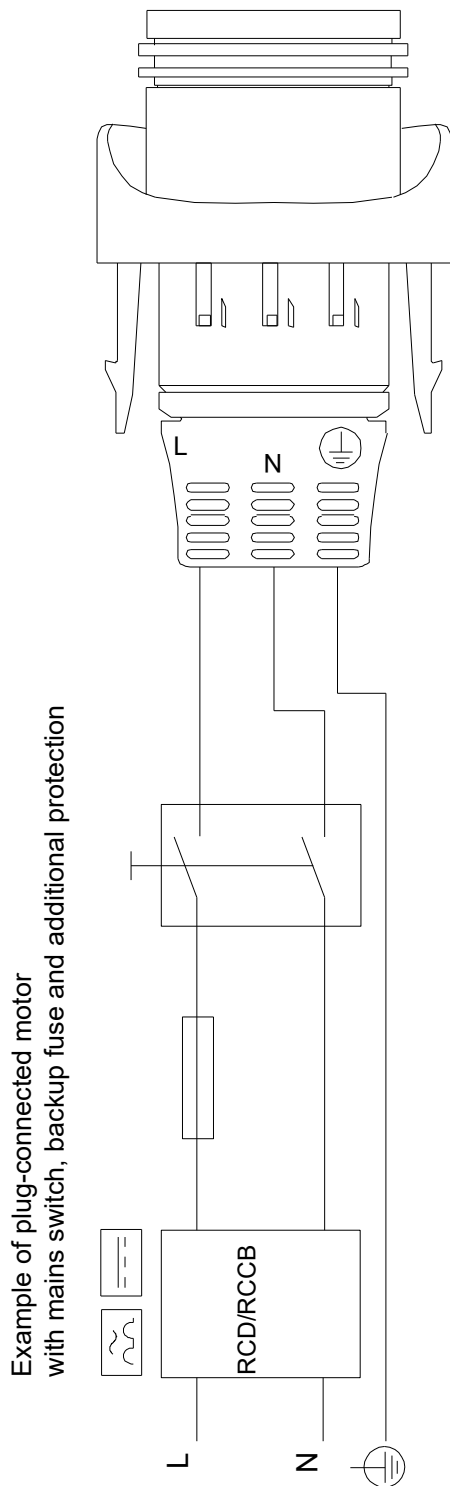 Example of plug-connected motor
with mains switch, backup fuse and additional protection
L
N
RCD/RCCB
L
N